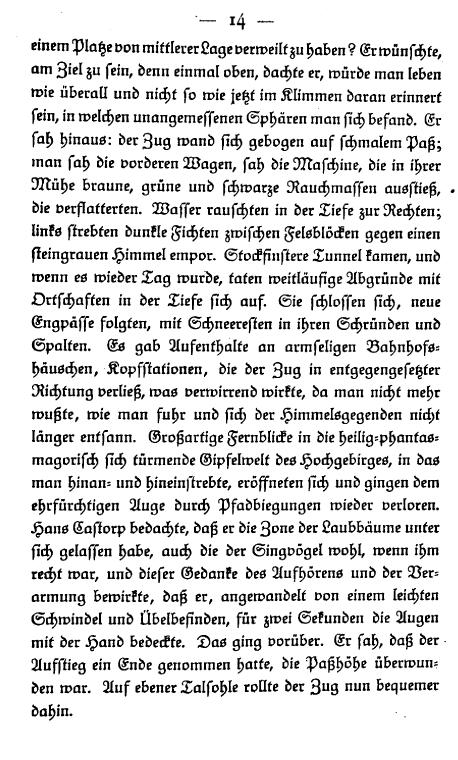 — 14 —
einem Platze von mittlerer Lage verweilt zu haben? Er wünschte,
am Ziel zu sein, denn einmal oben, dachte er, würde man leben
wie überall und nicht so wie jetzt im Klimmen daran erinnert
sein, in welchen unangemessenen Sphären man sich befand. Er
sah hinaus: der Zug wand sich gebogen auf schmalem Paß;
man sah die vorderen Wagen, sah die Maschine, die in ihrer
Mühe braune, grüne und schwarze Rauchmassen ausstieß,
die verflatterten. Wasser rauschten in der Tiefe zur Rechten;
links strebten dunkle Fichten zwischen Felsblöcken gegen einen
steingrauen Himmel empor. Stockfinstere Tunnel kamen, und
wenn es wieder Tag wurde, taten weitläufige Abgründe mit
Ortschaften in der Tiefe sich auf. Sie schlossen sich, neue
Engpässe folgten, mit Schneeresten in ihren Schründen und
Spalten. Es gab Aufenthalte an armseligen Bahnhofs-
häuschen, Kopfstationen, die der Zug in entgegengesetzter
Richtung verließ, was verwirrend wirkte, da man nicht mehr
wußte, wie man fuhr und sich der Himmelsgegenden nicht
länger entsann. Großartige Fernblicke in die heilig-phantas-
magorisch sich türmende Gipfelwelt des Hochgebirges, in das
man hinan- und hineinstrebte, eröffneten sich und gingen dem
ehrfürchtigen Auge durch Pfadbiegungen wieder verloren.
Hans Castorp bedachte, daß er die Zone der Laubbäume unter
sich gelassen habe, auch die der Singvögel wohl, wenn ihm
recht war, und dieser Gedanke des Aufhörens und der Ver-
armung bewirkte, daß er, angewandelt von einem leichten
Schwindel und Übelbefinden, für zwei Sekunden die Augen
mit der Hand bedeckte. Das ging vorüber. Er sah, daß der
Aufstieg ein Ende genommen hatte, die Paßhöhe überwun-
den war. Auf ebener Talsohle rollte der Zug nun bequemer
dahin.